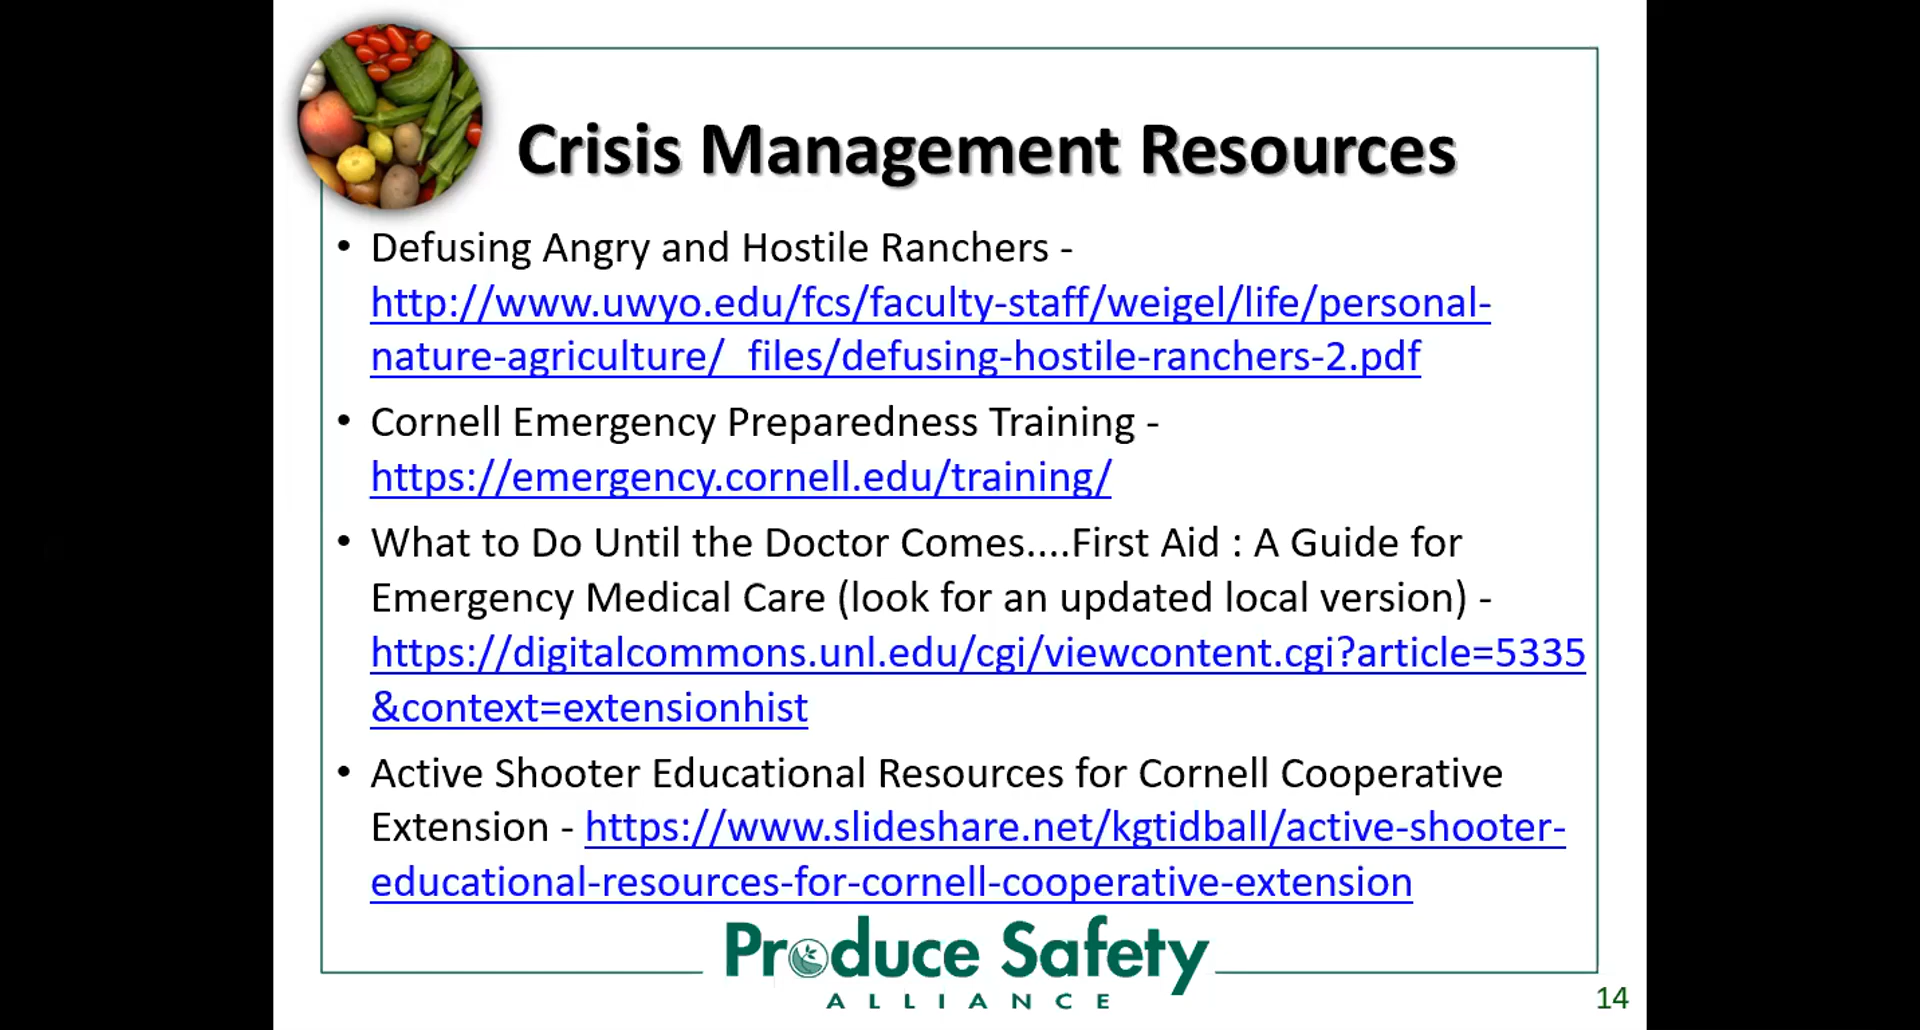 Crisis Management Resources
• Defusing Angry and Hostile Ranchers -
http://www.uwyo.edu/fcs/faculty-staff/weigel/life/personal-
nature-agriculture/_files/defusing-hostile-ranchers-2.pdf
• Cornell Emergency Preparedness Training -
https://emergency.cornell.edu/training/
• What to Do Until the Doctor Comes....First Aid : A Guide for
Emergency Medical Care (look for an updated local version) -
https://digitalcommons.unl.edu/cgi/viewcontent.cgi?article=5335
&context=extensionhist
• Active Shooter Educational Resources for Cornell Cooperative
Extension - https://www.slideshare.net/kgtidball/active-shooter-
educational-resources-for-cornell-cooperative-extension
Produce Safety
ALLIANCE
14